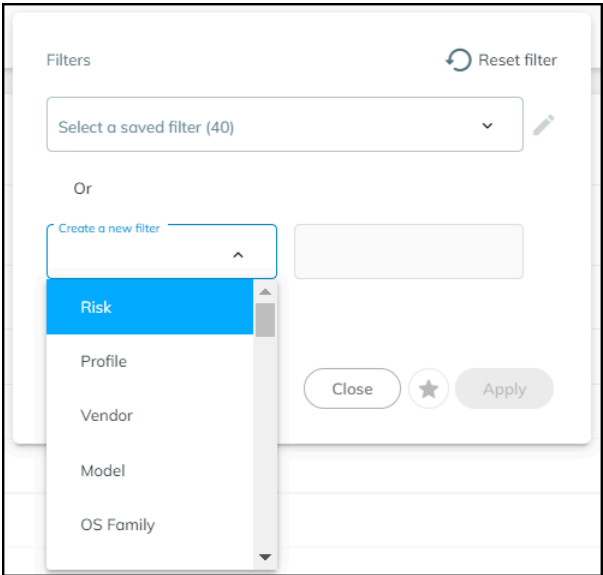 Filters
Reset filter
Select a saved filter (40)
Or
Create a new filter
Risk
Profile
Vendor
Model
OS Family
Close
Apply